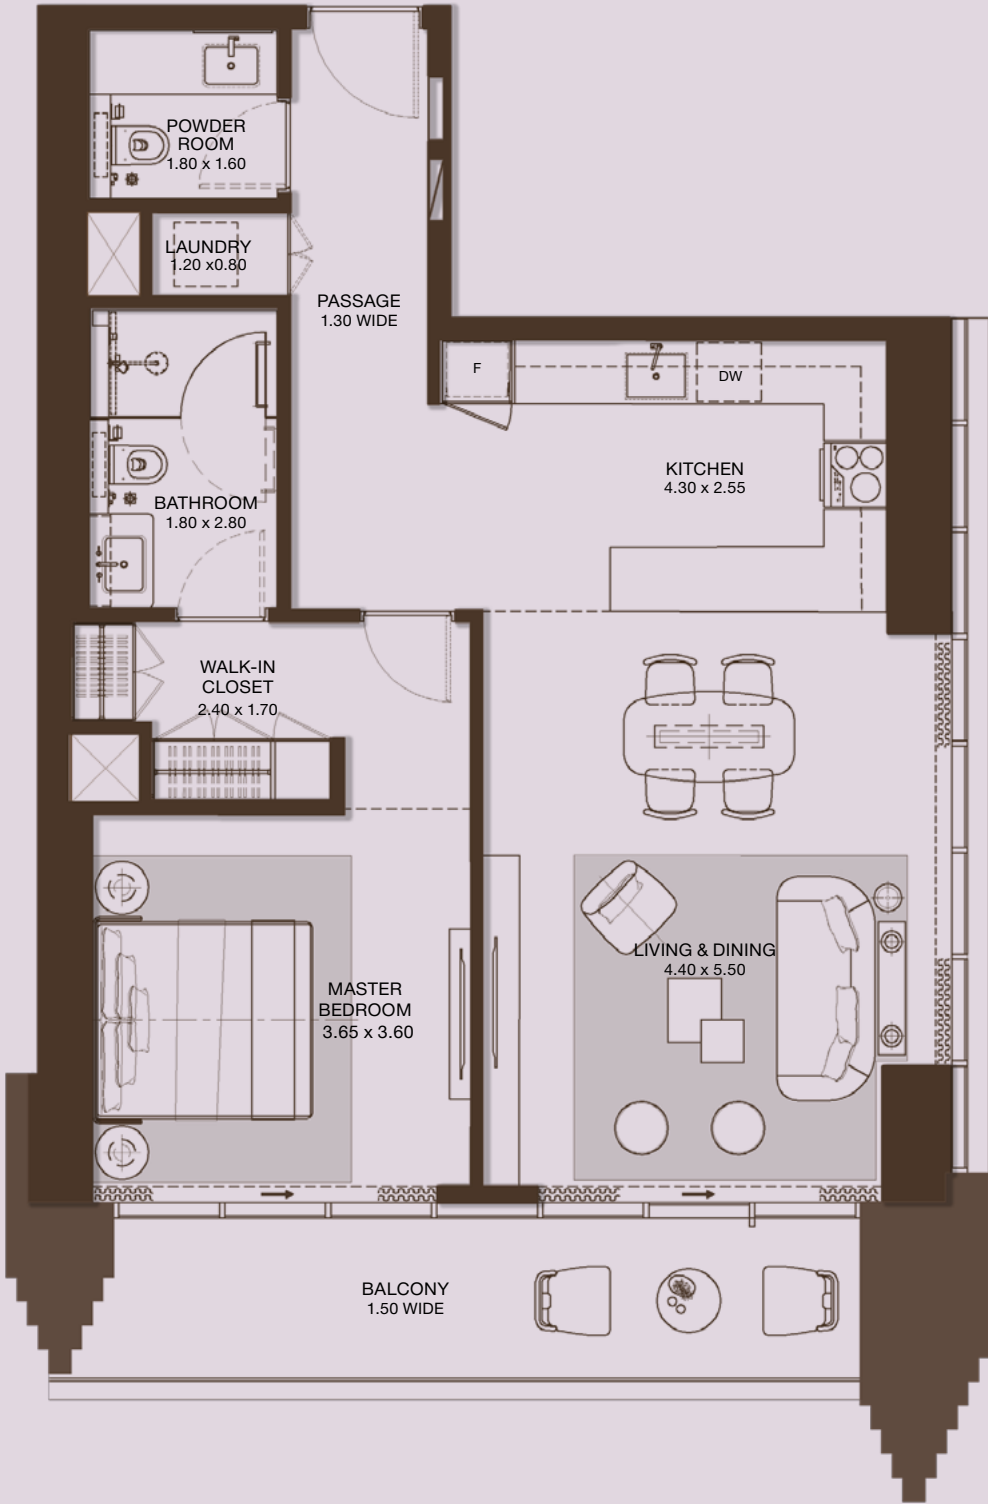 POWDER
ROOM
1.80 x 1.60
LAUNDRY
1.20 x0.80
PASSAGE
1.30 WIDE
F
DW
KITCHEN
4.30 x 2.55
BATHROOM
1.80 x 2.80
WALK-IN
CLOSET
2.40 x 1.70
LIVING & DINING
4.40 x 5.50
MASTER
BEDROOM
3.65 x 3.60
BALCONY
1.50 WIDE